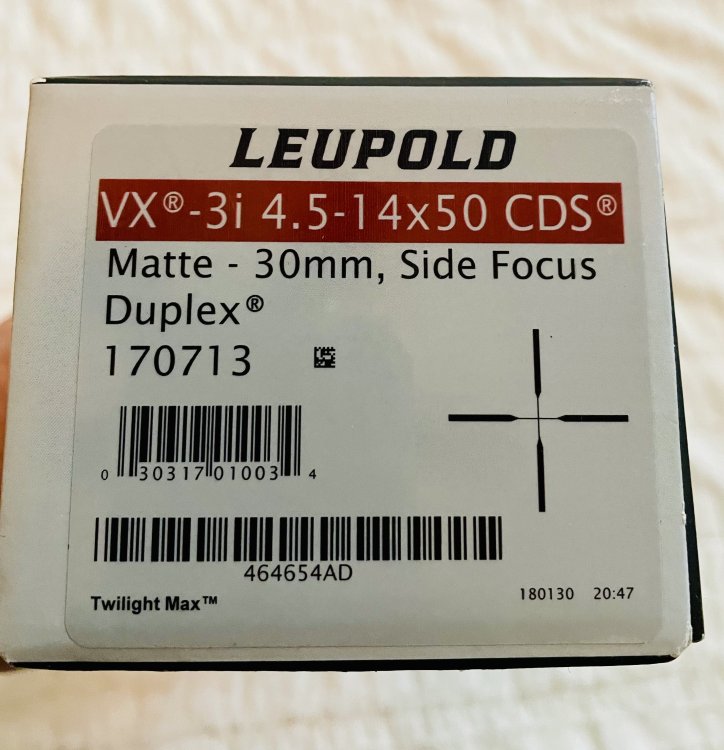 LEUPOLD
VX®-3i 4.5-14x50 CDS®
Matte - 30mm, Side Focus
Duplex®
170713
0 30317 01003 4
464654AD
Twilight Max™
180130 20:47